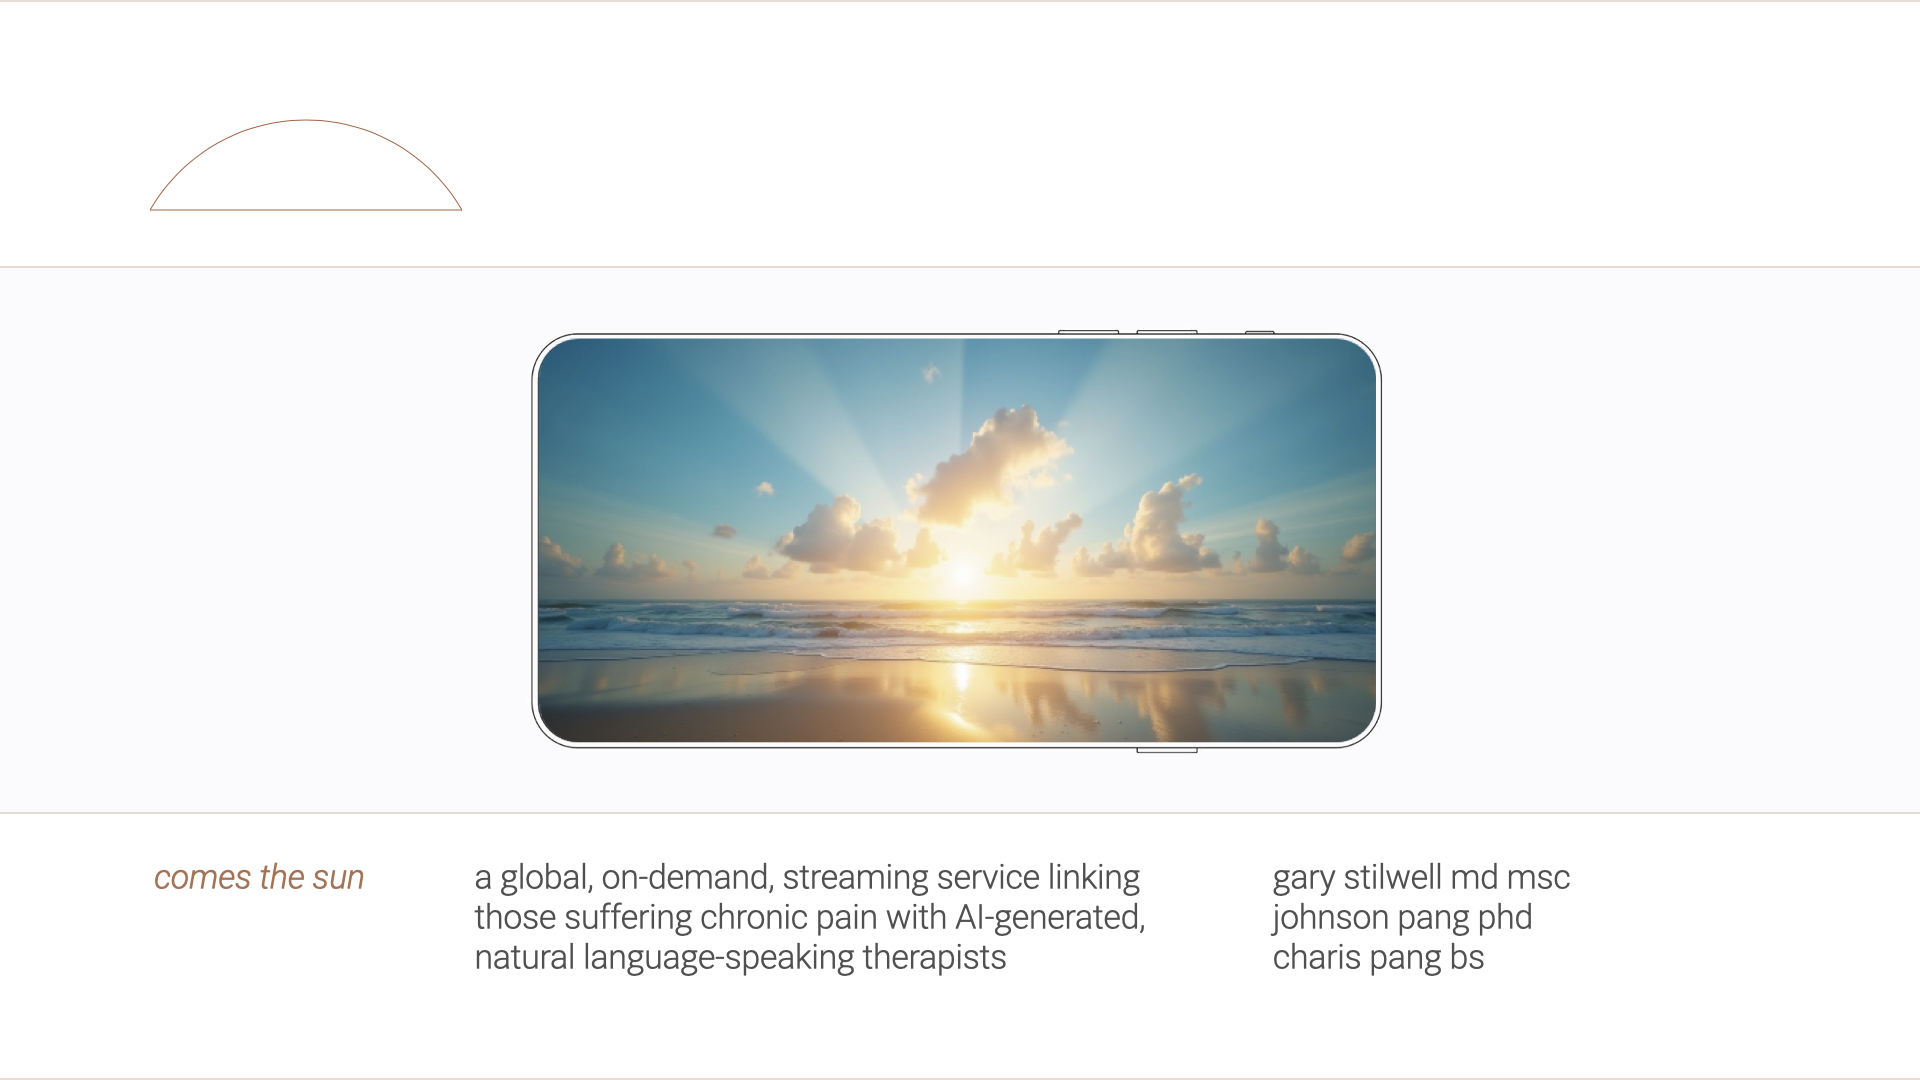 comes the sun
a global, on-demand, streaming service linking
those suffering chronic pain with AI-generated,
natural language-speaking therapists
gary stilwell md msc
johnson pang phd
charis pang bs